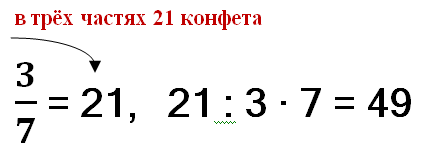 в трёх частях 21 конфета
3/7 = 21, 21 : 3 · 7 = 49